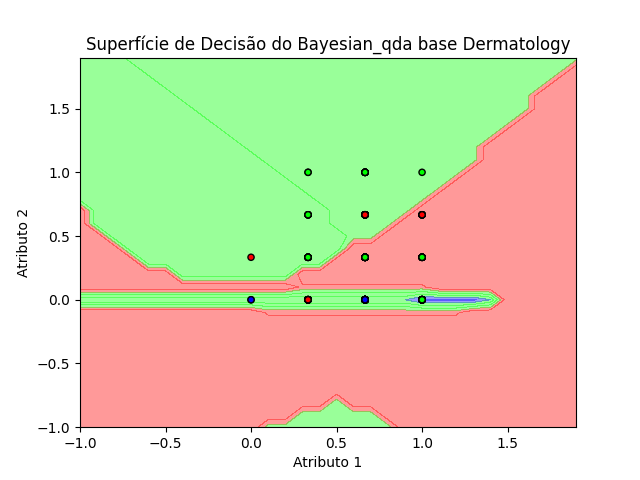 Superfície de Decisão do Bayesian_qda base Dermatology
Atributo 2
1.5
1.0
0.5
0.0
−0.5
−1.0
−1.0 −0.5 0.0 0.5 1.0 1.5
Atributo 1